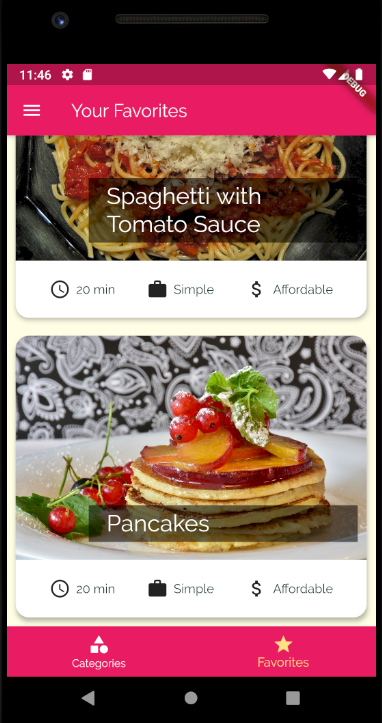 11:46
DEBUG
Your Favorites
Spaghetti with
Tomato Sauce
20 min Simple Affordable
Pancakes
20 min Simple Affordable
Categories Favorites